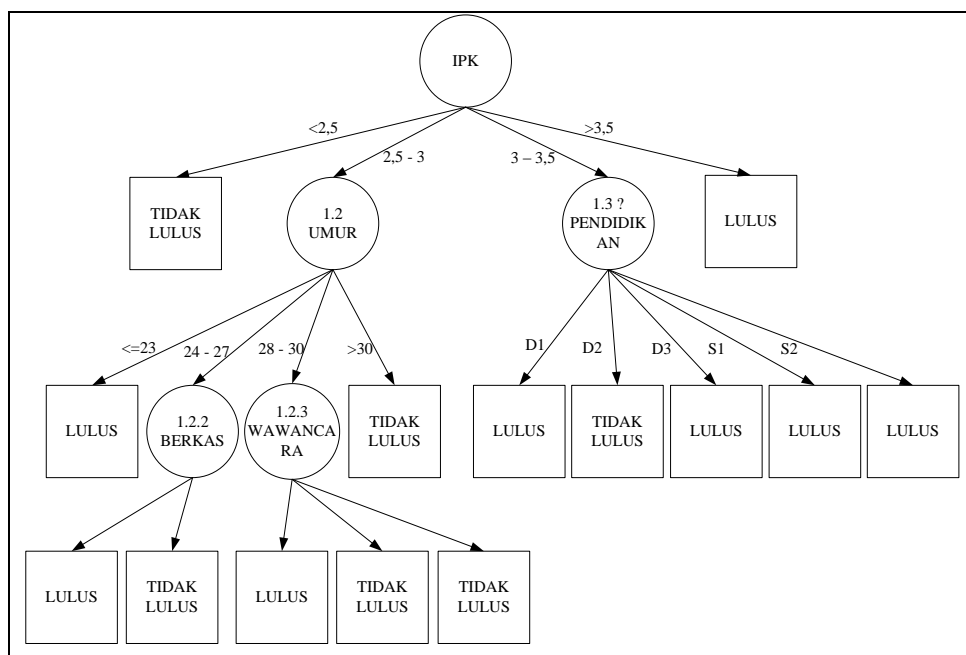 IPK
<2,5
2,5 - 3
3 – 3,5
>3,5
TIDAK
LULUS
1.2
UMUR
1.3 ?
PENDIDIK
AN
LULUS
<=23
24 - 27
28 - 30
>30
D1
D2
D3
S1
S2
LULUS
1.2.2
BERKAS
1.2.3
WAWANCA
RA
TIDAK
LULUS
LULUS
TIDAK
LULUS
LULUS
LULUS
LULUS
LULUS
TIDAK
LULUS
LULUS
TIDAK
LULUS
TIDAK
LULUS